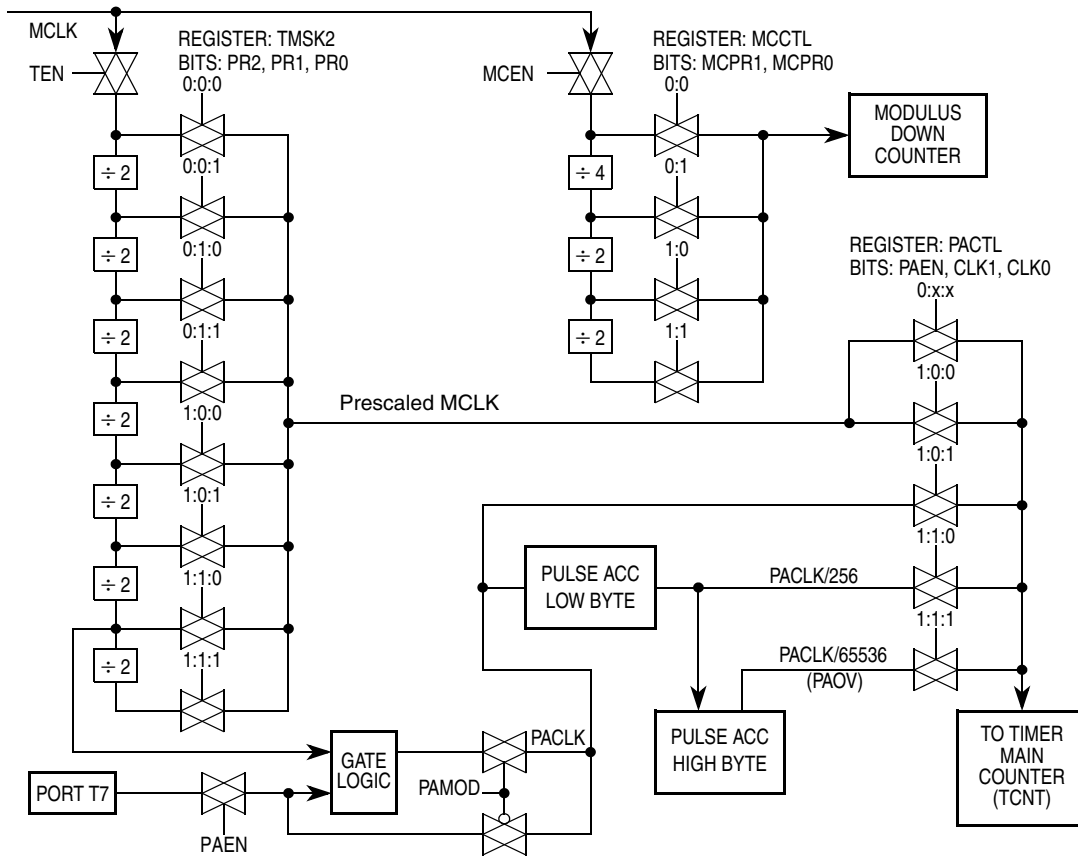 MCLK
TEN
REGISTER: TMSK2
BITS: PR2, PR1, PR0
0:0:0
÷ 2
0:0:1
÷ 2
0:1:0
÷ 2
0:1:1
÷ 2
1:0:0
÷ 2
1:0:1
÷ 2
1:1:0
÷ 2
1:1:1
MCEN
REGISTER: MCCTL
BITS: MCPR1, MCPR0
0:0
÷ 4
0:1
÷ 2
1:0
÷ 2
1:1
MODULUS
DOWN
COUNTER
REGISTER: PACTL
BITS: PAEN, CLK1, CLK0
0:x:x
1:0:0
Prescaled MCLK
1:0:1
1:1:0
PULSE ACC
LOW BYTE
PACLK/256
1:1:1
PACLK/65536
(PAOV)
PULSE ACC
HIGH BYTE
TO TIMER
MAIN
COUNTER
(TCNT)
PORT T7
PAEN
GATE
LOGIC
PACLK
PAMOD